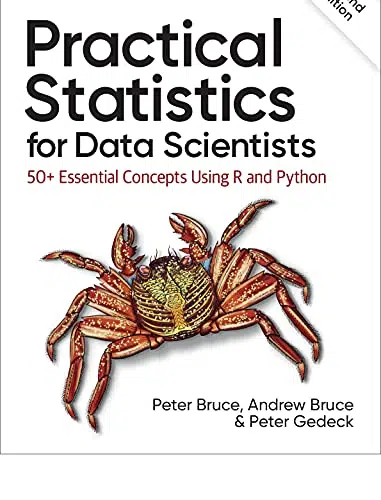 Practical
Statistics
for Data Scientists
50+ Essential Concepts Using R and Python
Peter Bruce, Andrew Bruce
& Peter Gedeck